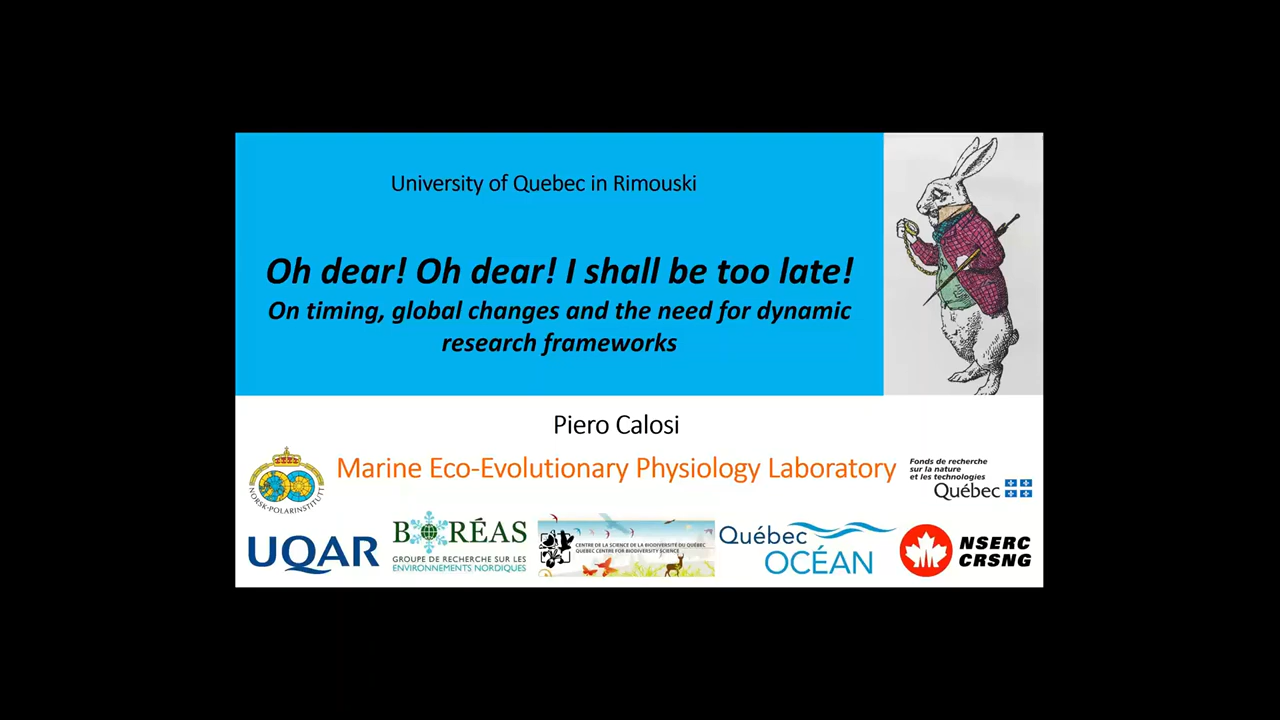 University of Quebec in Rimouski
Oh dear! Oh dear! I shall be too late!
On timing, global changes and the need for dynamic
research frameworks
Piero Calosi
Marine Eco-Evolutionary Physiology Laboratory
NORSK-POLARINSTITUTT
Fonds de recherche
sur la nature
et les technologies
Québec
UQAR
BORÉAS
GROUPE DE RECHERCHE SUR LES
ENVIRONNEMENTS NORDIQUES
CENTRE DE LA SCIENCE DE LA BIODIVERSITÉ DU QUÉBEC
QUEBEC CENTRE FOR BIODIVERSITY SCIENCE
Québec
OCÉAN
NSERC
CRSNG